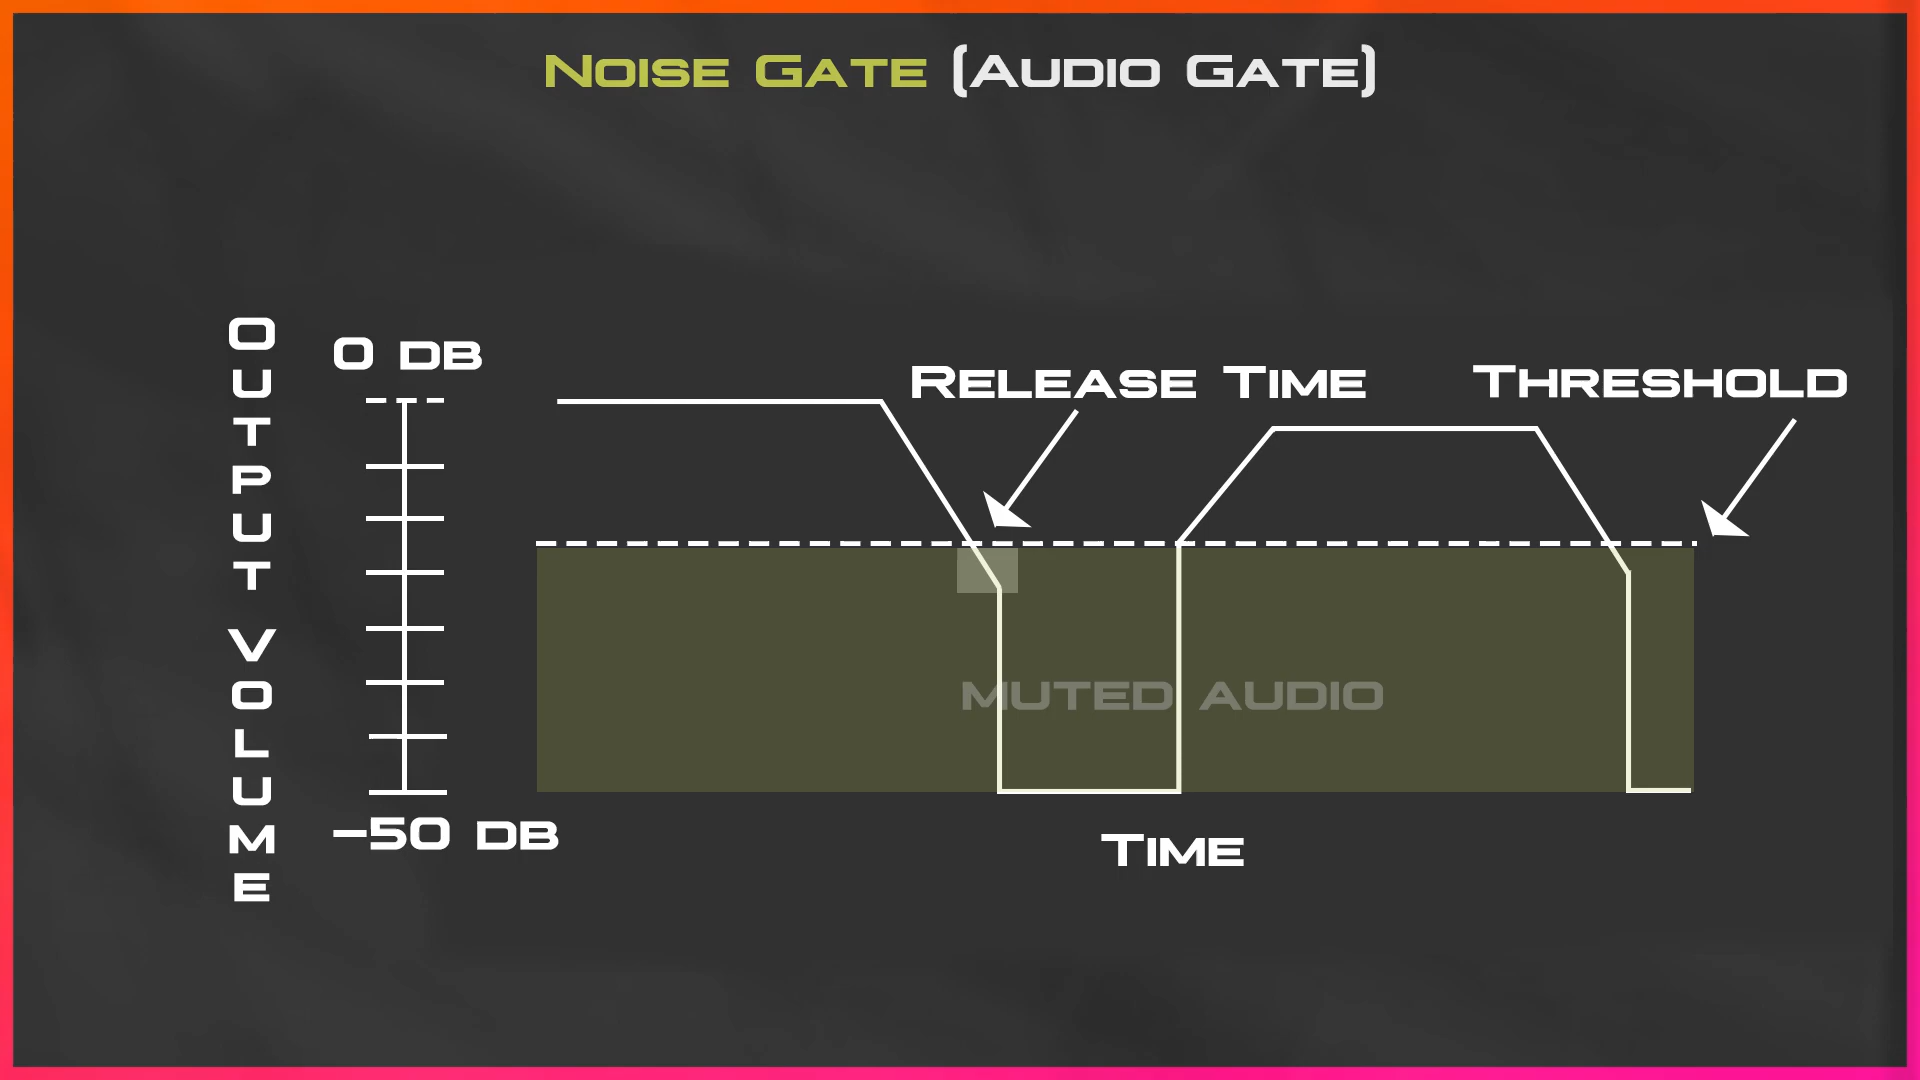 Noise Gate (Audio Gate)
OUTPUT VOLUME
0 dB
Release Time
Threshold
Muted Audio
-50 dB
Time